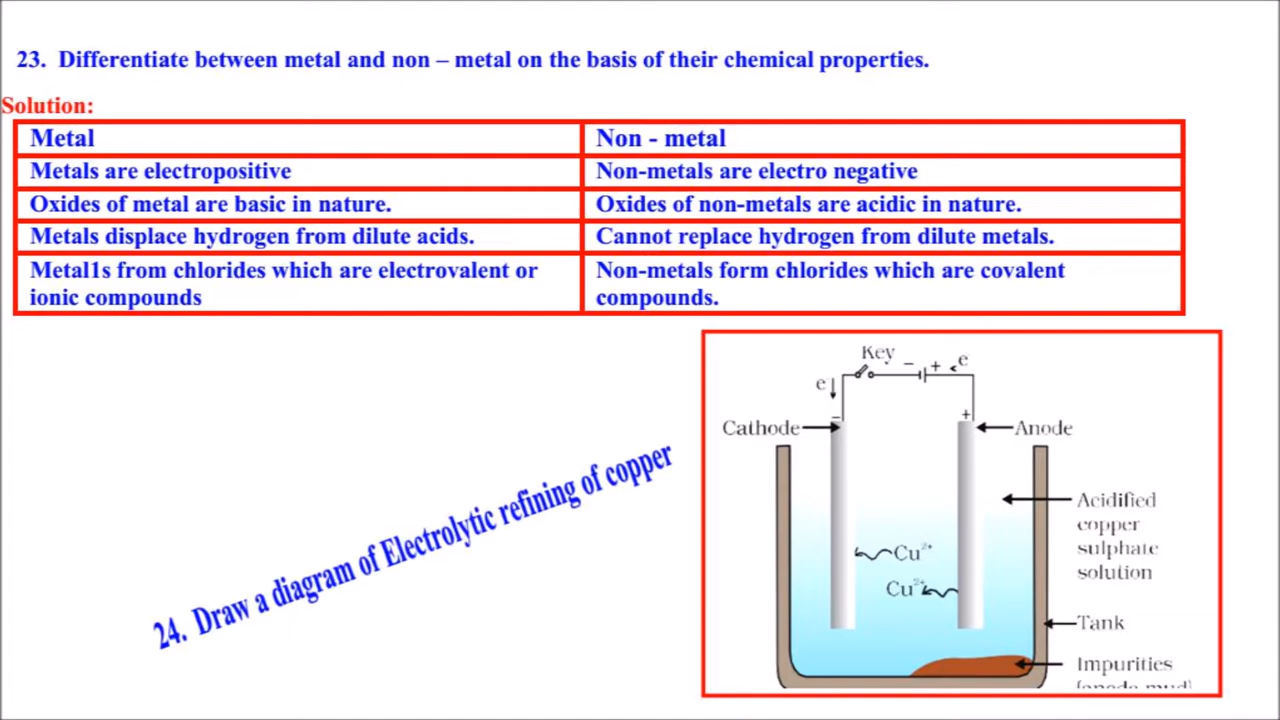 23. Differentiate between metal and non – metal on the basis of their chemical properties.
Solution:
Metal
Non - metal
Metals are electropositive
Non-metals are electro negative
Oxides of metal are basic in nature.
Oxides of non-metals are acidic in nature.
Metals displace hydrogen from dilute acids.
Cannot replace hydrogen from dilute metals.
Metal1s from chlorides which are electrovalent or
ionic compounds
Non-metals form chlorides which are covalent
compounds.
24. Draw a diagram of Electrolytic refining of copper
Key
− + e
e
− +
Cathode
Anode
Acidified
copper
sulphate
solution
Cu²⁺
Cu²⁺
Tank
Impurities
(anode mud)